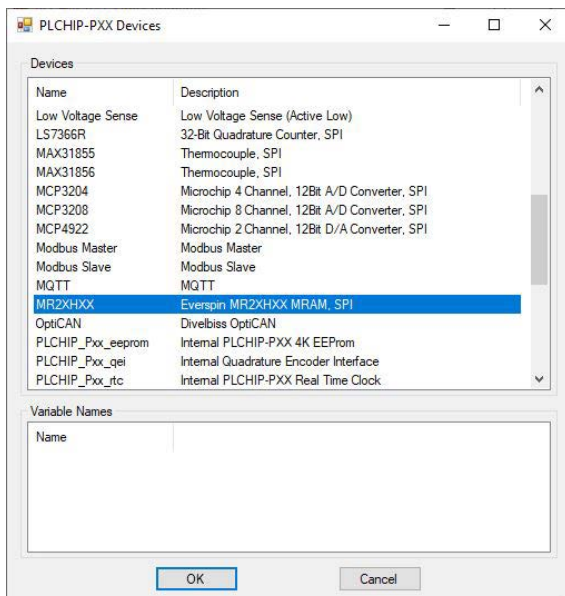 PLCHIP-PXX Devices
Devices
Name Description
Low Voltage Sense Low Voltage Sense (Active Low)
LS7366R 32-Bit Quadrature Counter, SPI
MAX31855 Thermocouple, SPI
MAX31856 Thermocouple, SPI
MCP3204 Microchip 4 Channel, 12Bit A/D Converter, SPI
MCP3208 Microchip 8 Channel, 12Bit A/D Converter, SPI
MCP4922 Microchip 2 Channel, 12Bit D/A Converter, SPI
Modbus Master Modbus Master
Modbus Slave Modbus Slave
MQTT MQTT
MR2XHXX Everspin MR2XHXX MRAM, SPI
OptiCAN Divelbiss OptiCAN
PLCHIP_Pxx_eeprom Internal PLCHIP-PXX 4K EEProm
PLCHIP_Pxx_qei Internal Quadrature Encoder Interface
PLCHIP_Pxx_rtc Internal PLCHIP-PXX Real Time Clock
Variable Names
Name
OK Cancel